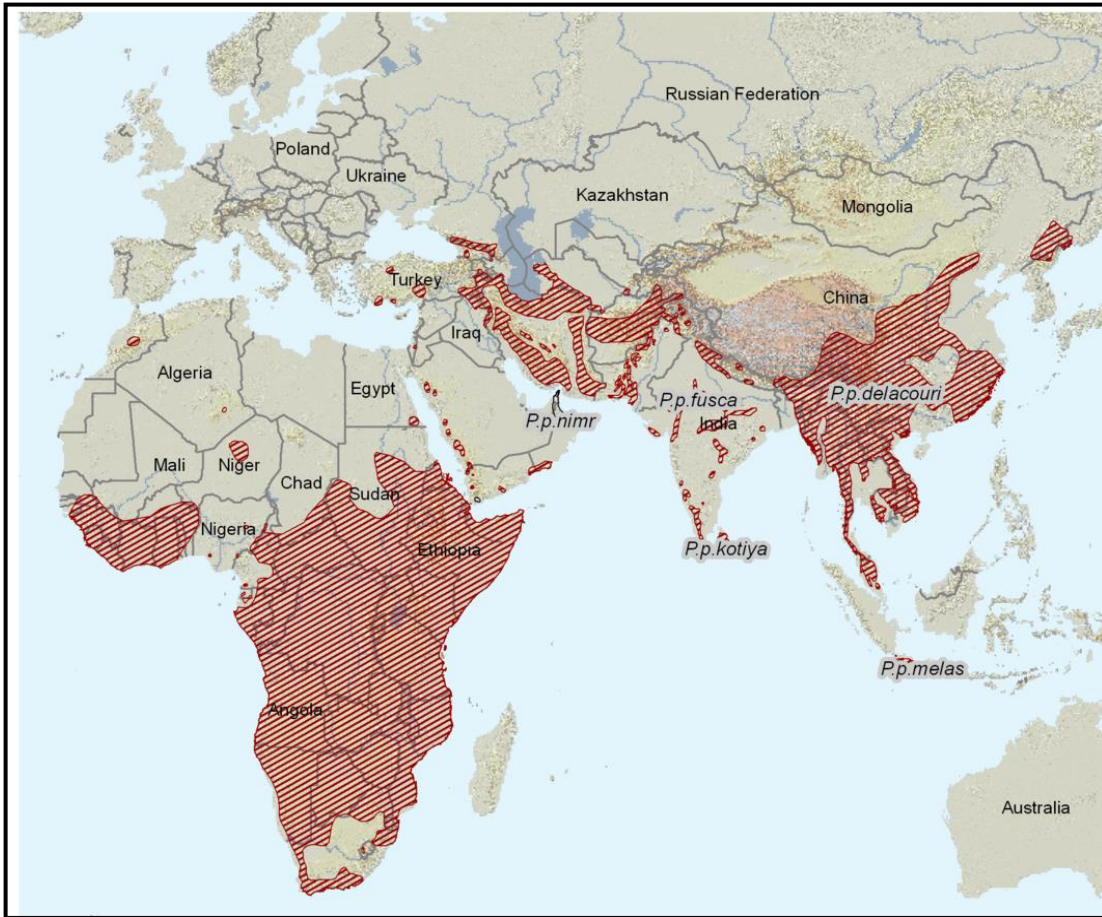 Russian Federation
Poland
Ukraine
Kazakhstan
Mongolia
Turkey
China
Iraq
Algeria
Egypt
P.p.delacouri
P.p.fusca
India
P.p.nimr
Mali
Niger
Chad
Sudan
Nigeria
Ethiopia
P.p.kotiya
P.p.melas
Angola
Australia